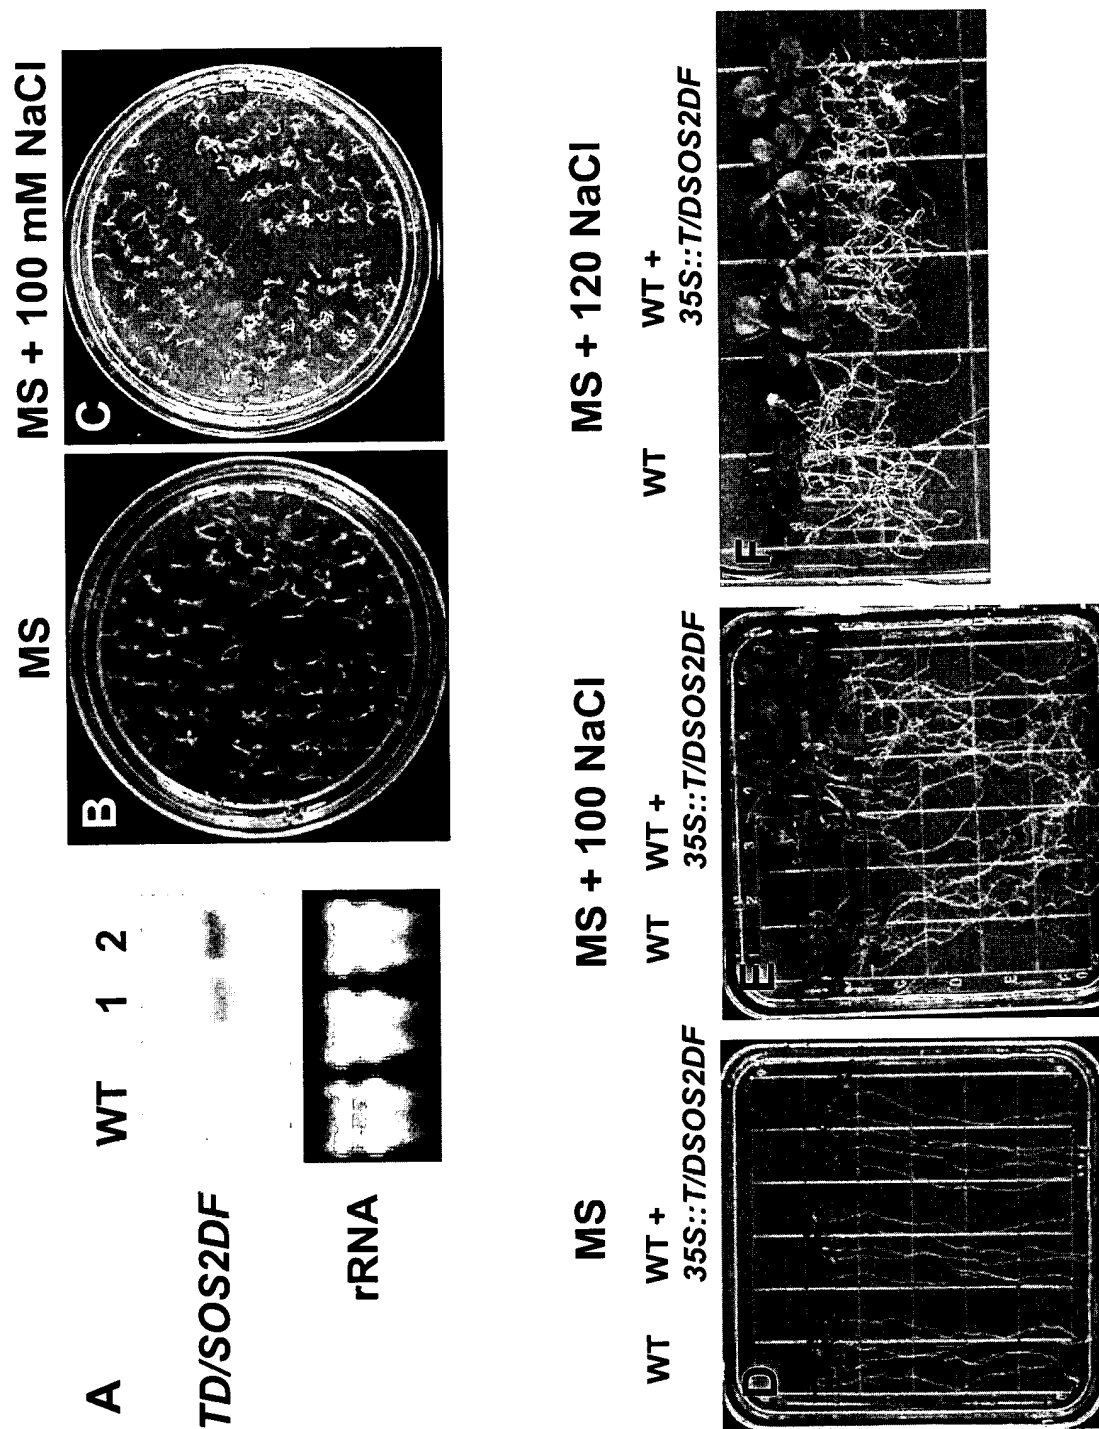 A
WT 1 2
TD/SOS2DF
rRNA
MS
B
MS + 100 mM NaCl
C
MS
WT WT +
35S::T/DSOS2DF
D
MS + 100 NaCl
WT WT +
35S::T/DSOS2DF
E
MS + 120 NaCl
WT WT +
35S::T/DSOS2DF
F